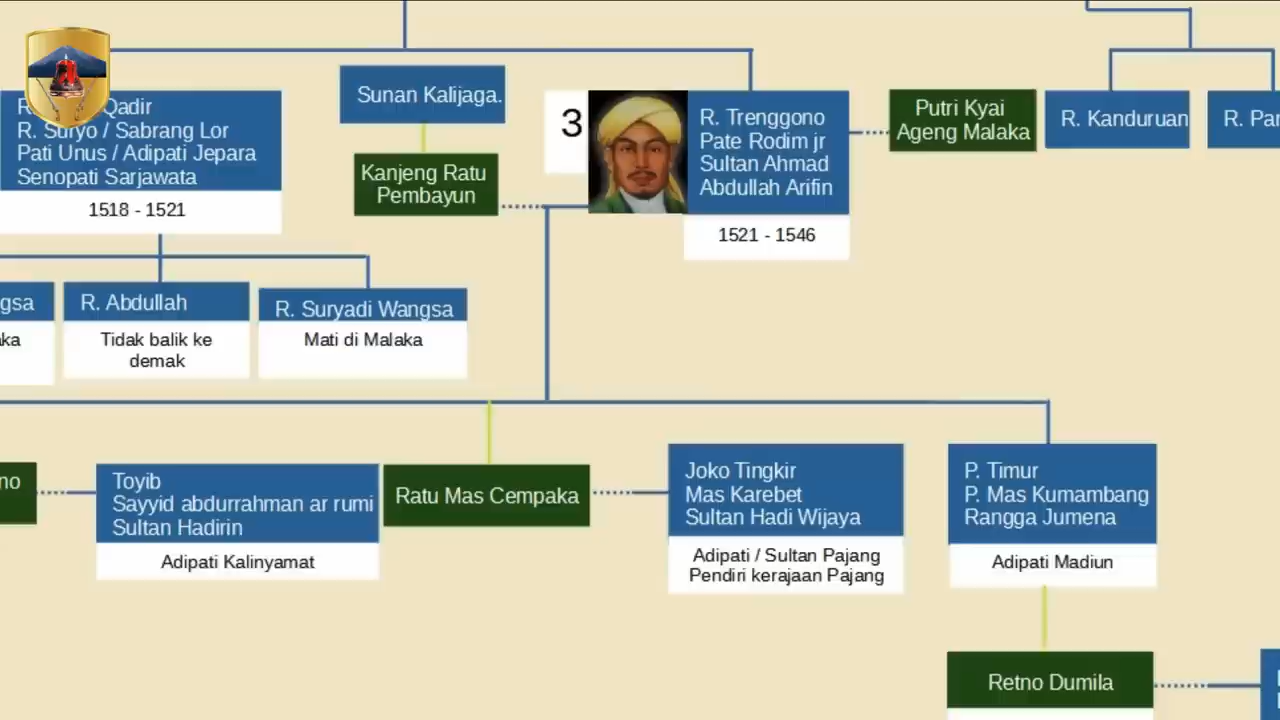 Qadir
R. Suryo / Sabrang Lor
Pati Unus / Adipati Jepara
Senopati Sarjawata
1518 - 1521
Sunan Kalijaga.
Kanjeng Ratu
Pembayun
3
R. Trenggono
Pate Rodim jr
Sultan Ahmad
Abdullah Arifin
1521 - 1546
Putri Kyai
Ageng Malaka
R. Kanduruan
R. Par
gsa
aka
R. Abdullah
Tidak balik ke
demak
R. Suryadi Wangsa
Mati di Malaka
no
Toyib
Sayyid abdurrahman ar rumi
Sultan Hadirin
Adipati Kalinyamat
Ratu Mas Cempaka
Joko Tingkir
Mas Karebet
Sultan Hadi Wijaya
Adipati / Sultan Pajang
Pendiri kerajaan Pajang
P. Timur
P. Mas Kumambang
Rangga Jumena
Adipati Madiun
Retno Dumila